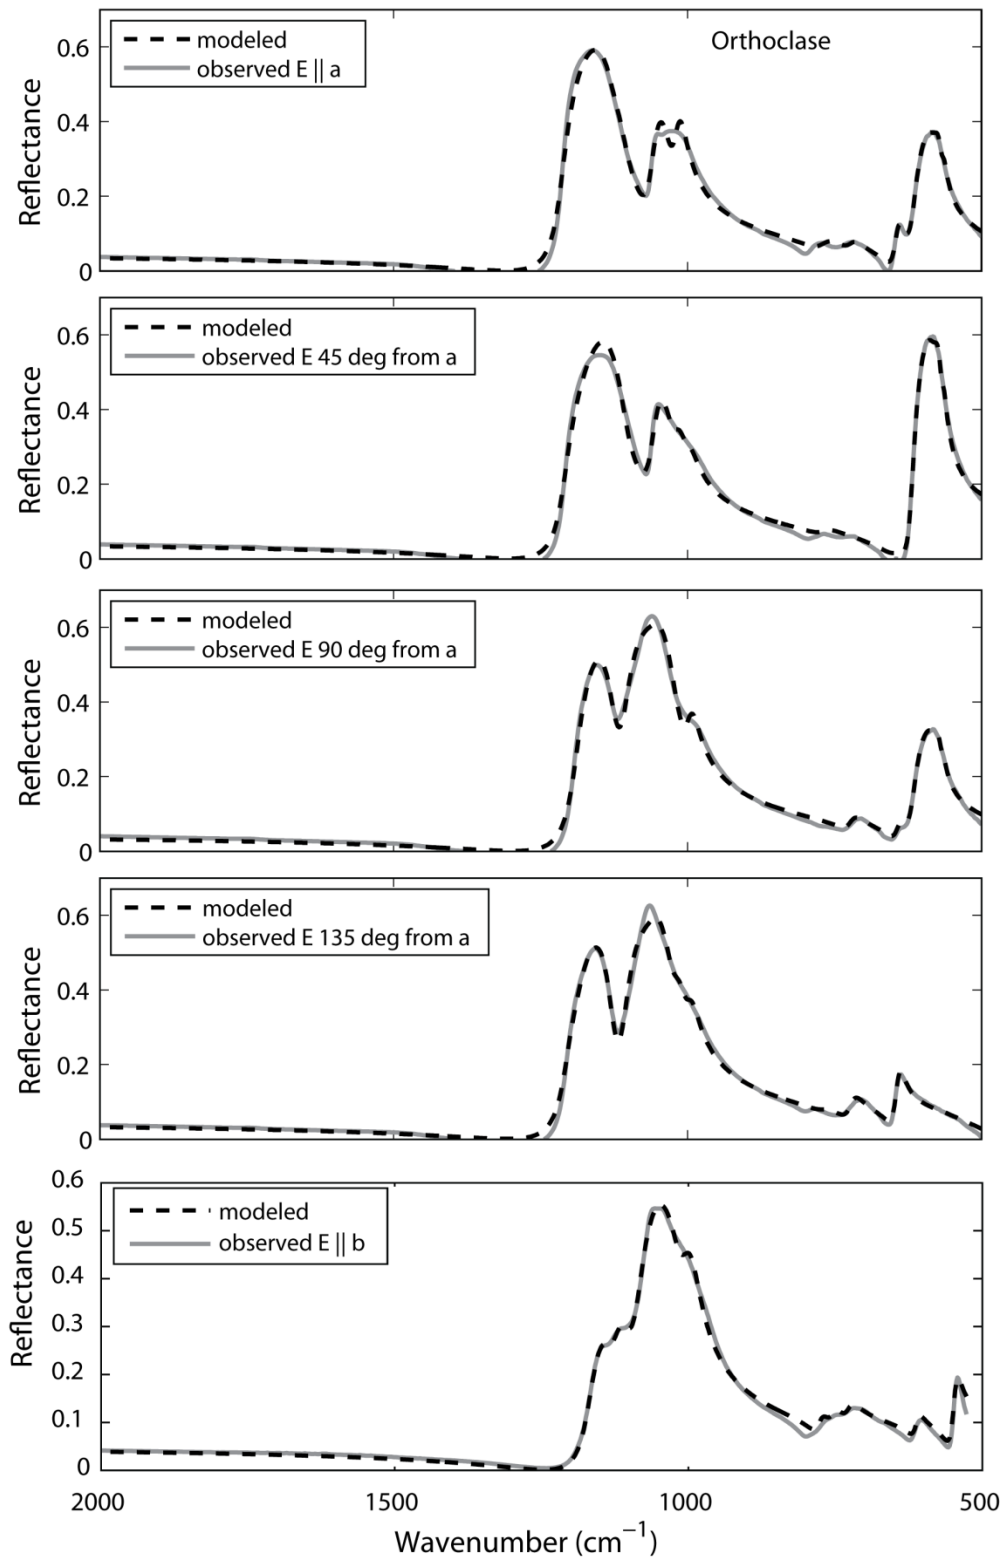 modeled
observed E || a
Orthoclase
Reflectance
0.6
0.4
0.2
0
modeled
observed E 45 deg from a
Reflectance
0.6
0.4
0.2
0
modeled
observed E 90 deg from a
Reflectance
0.6
0.4
0.2
0
modeled
observed E 135 deg from a
Reflectance
0.6
0.4
0.2
0
modeled
observed E || b
Reflectance
0.6
0.5
0.4
0.3
0.2
0.1
0
2000 1500 1000 500
Wavenumber (cm⁻¹)